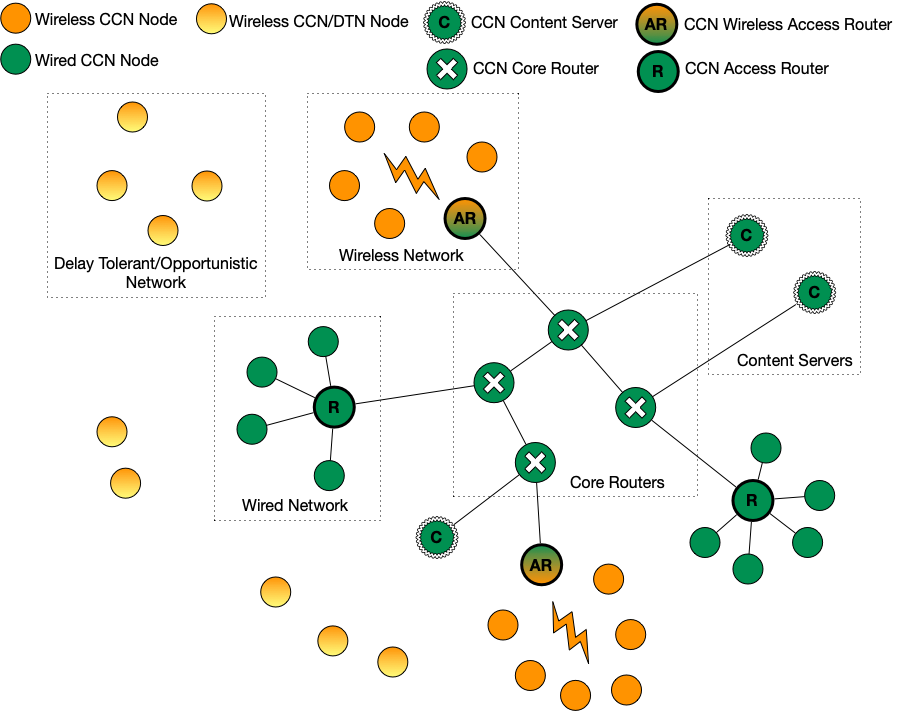 Wireless CCN Node
Wireless CCN/DTN Node
C
CCN Content Server
AR
CCN Wireless Access Router
Wired CCN Node
CCN Core Router
R
CCN Access Router
AR
Wireless Network
Delay Tolerant/Opportunistic
Network
C
C
Content Servers
R
Wired Network
Core Routers
R
C
AR